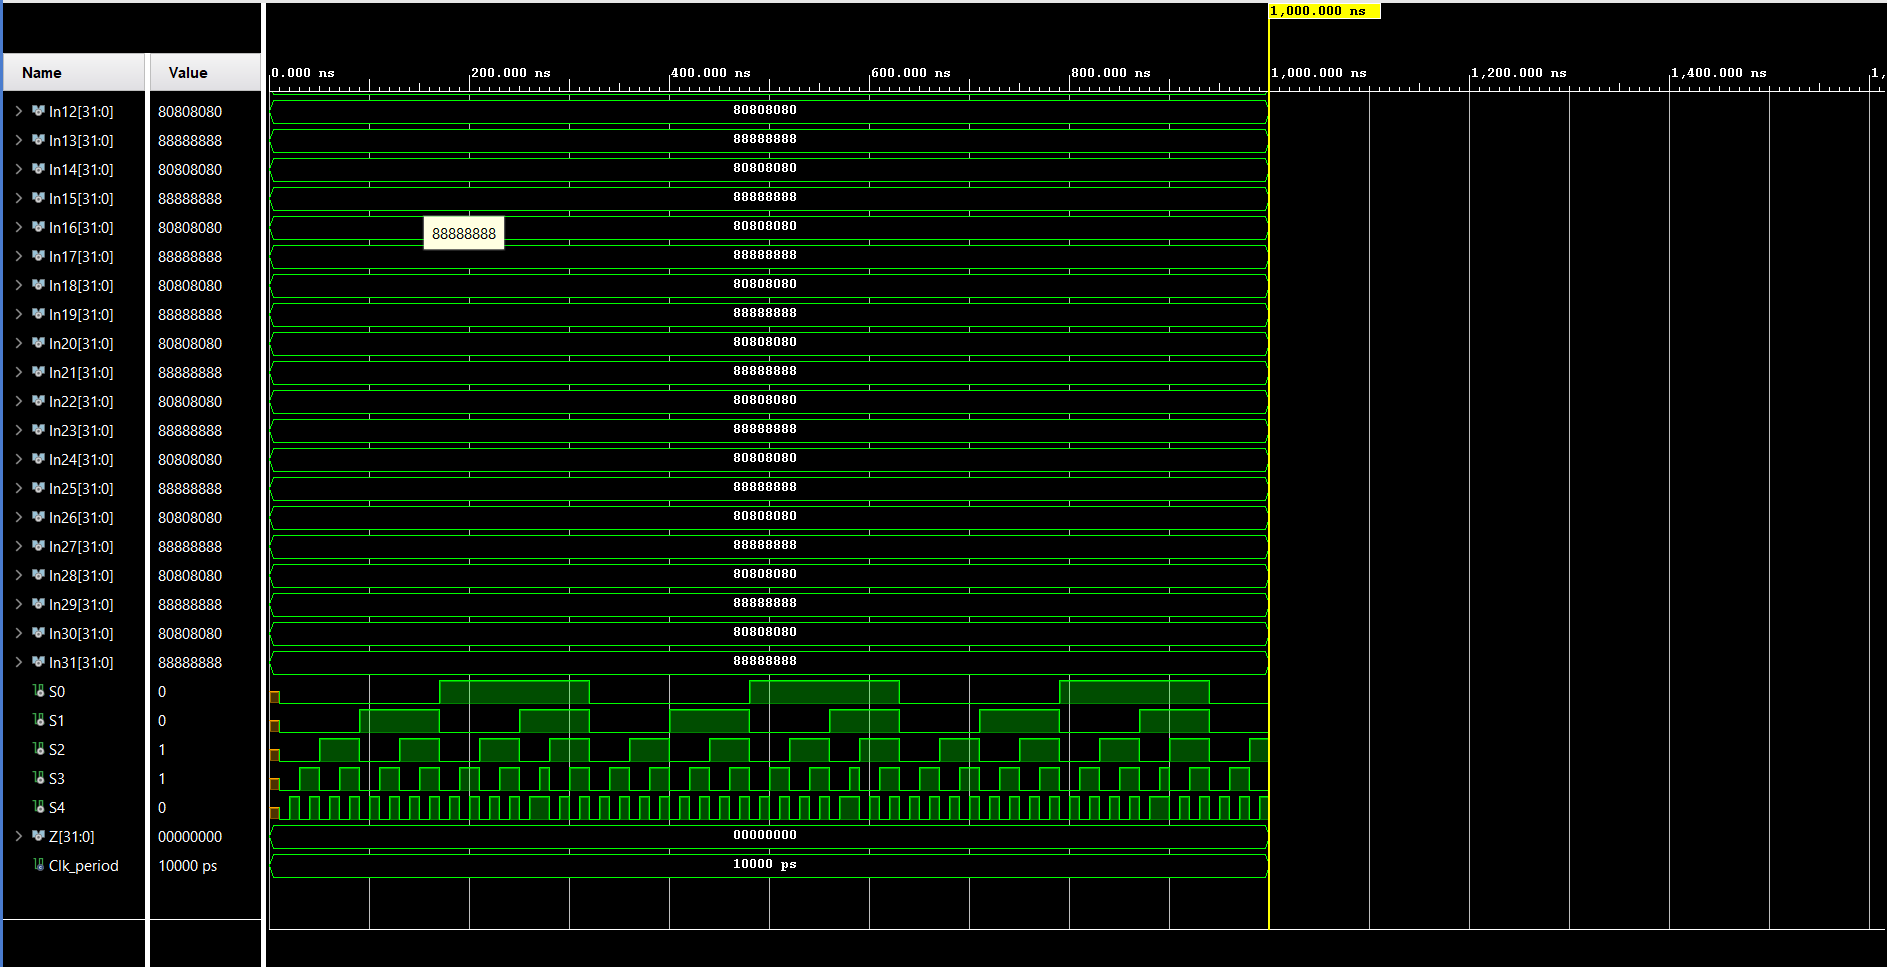 1,000.000 ns
Name Value 0.000 ns 200.000 ns 400.000 ns 600.000 ns 800.000 ns 1,000.000 ns 1,200.000 ns 1,400.000 ns 1,
In12[31:0] 80808080 80808080
In13[31:0] 88888888 88888888
In14[31:0] 80808080 80808080
In15[31:0] 88888888 88888888
In16[31:0] 80808080 80808080
88888888
In17[31:0] 88888888 88888888
In18[31:0] 80808080 80808080
In19[31:0] 88888888 88888888
In20[31:0] 80808080 80808080
In21[31:0] 88888888 88888888
In22[31:0] 80808080 80808080
In23[31:0] 88888888 88888888
In24[31:0] 80808080 80808080
In25[31:0] 88888888 88888888
In26[31:0] 80808080 80808080
In27[31:0] 88888888 88888888
In28[31:0] 80808080 80808080
In29[31:0] 88888888 88888888
In30[31:0] 80808080 80808080
In31[31:0] 88888888 88888888
S0 0
S1 0
S2 1
S3 1
S4 0
Z[31:0] 00000000 00000000
Clk_period 10000 ps 10000 ps